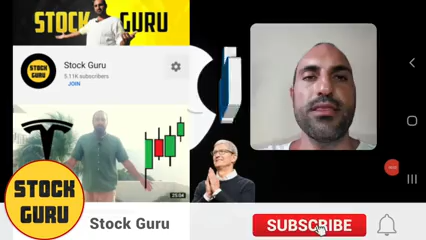 STOCK GURU
STOCK
GURU
Stock Guru
5.11K subscribers
JOIN
25:04
STOCK
GURU
Stock Guru
SUBSCRIBE